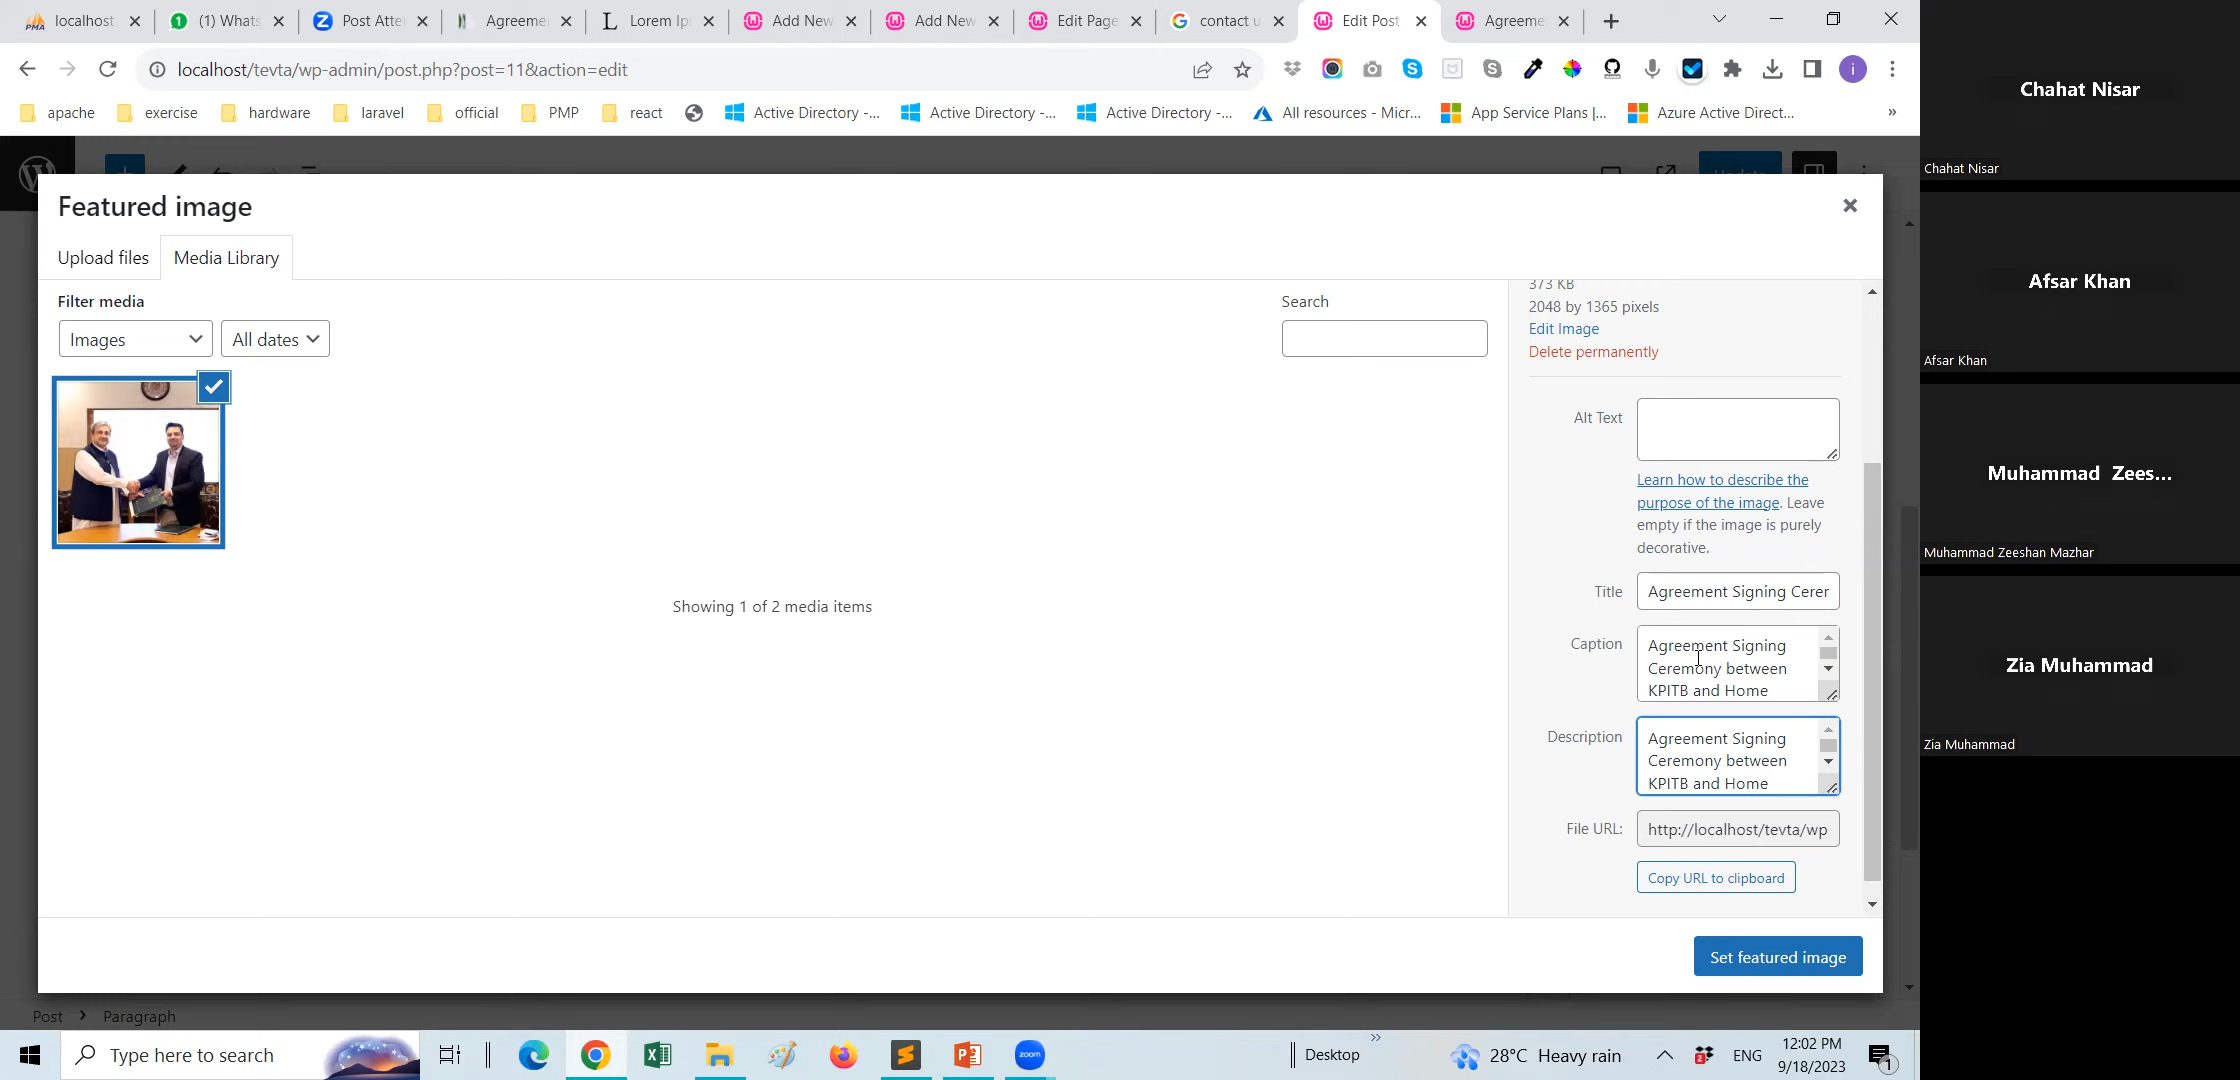 localhost
(1) Whats
Post Atte
Agreeme
Lorem Ip
Add New
Add New
Edit Page
contact u
Edit Post
Agreeme
localhost/tevta/wp-admin/post.php?post=11&action=edit
apache
exercise
hardware
laravel
official
PMP
react
Active Directory -...
Active Directory -...
Active Directory -...
All resources - Micr...
App Service Plans |...
Azure Active Direct...
»
Featured image
Upload files
Media Library
Filter media
Images
All dates
Search
Showing 1 of 2 media items
373 KB
2048 by 1365 pixels
Edit Image
Delete permanently
Alt Text
Learn how to describe the
purpose of the image. Leave
empty if the image is purely
decorative.
Title
Agreement Signing Cerer
Caption
Agreement Signing
Ceremony between
KPITB and Home
Description
Agreement Signing
Ceremony between
KPITB and Home
File URL:
http://localhost/tevta/wp
Copy URL to clipboard
Set featured image
Post
Paragraph
Type here to search
zoom
Desktop
28°C Heavy rain
ENG
12:02 PM
9/18/2023
1
Chahat Nisar
Chahat Nisar
Afsar Khan
Afsar Khan
Muhammad Zees...
Muhammad Zeeshan Mazhar
Zia Muhammad
Zia Muhammad